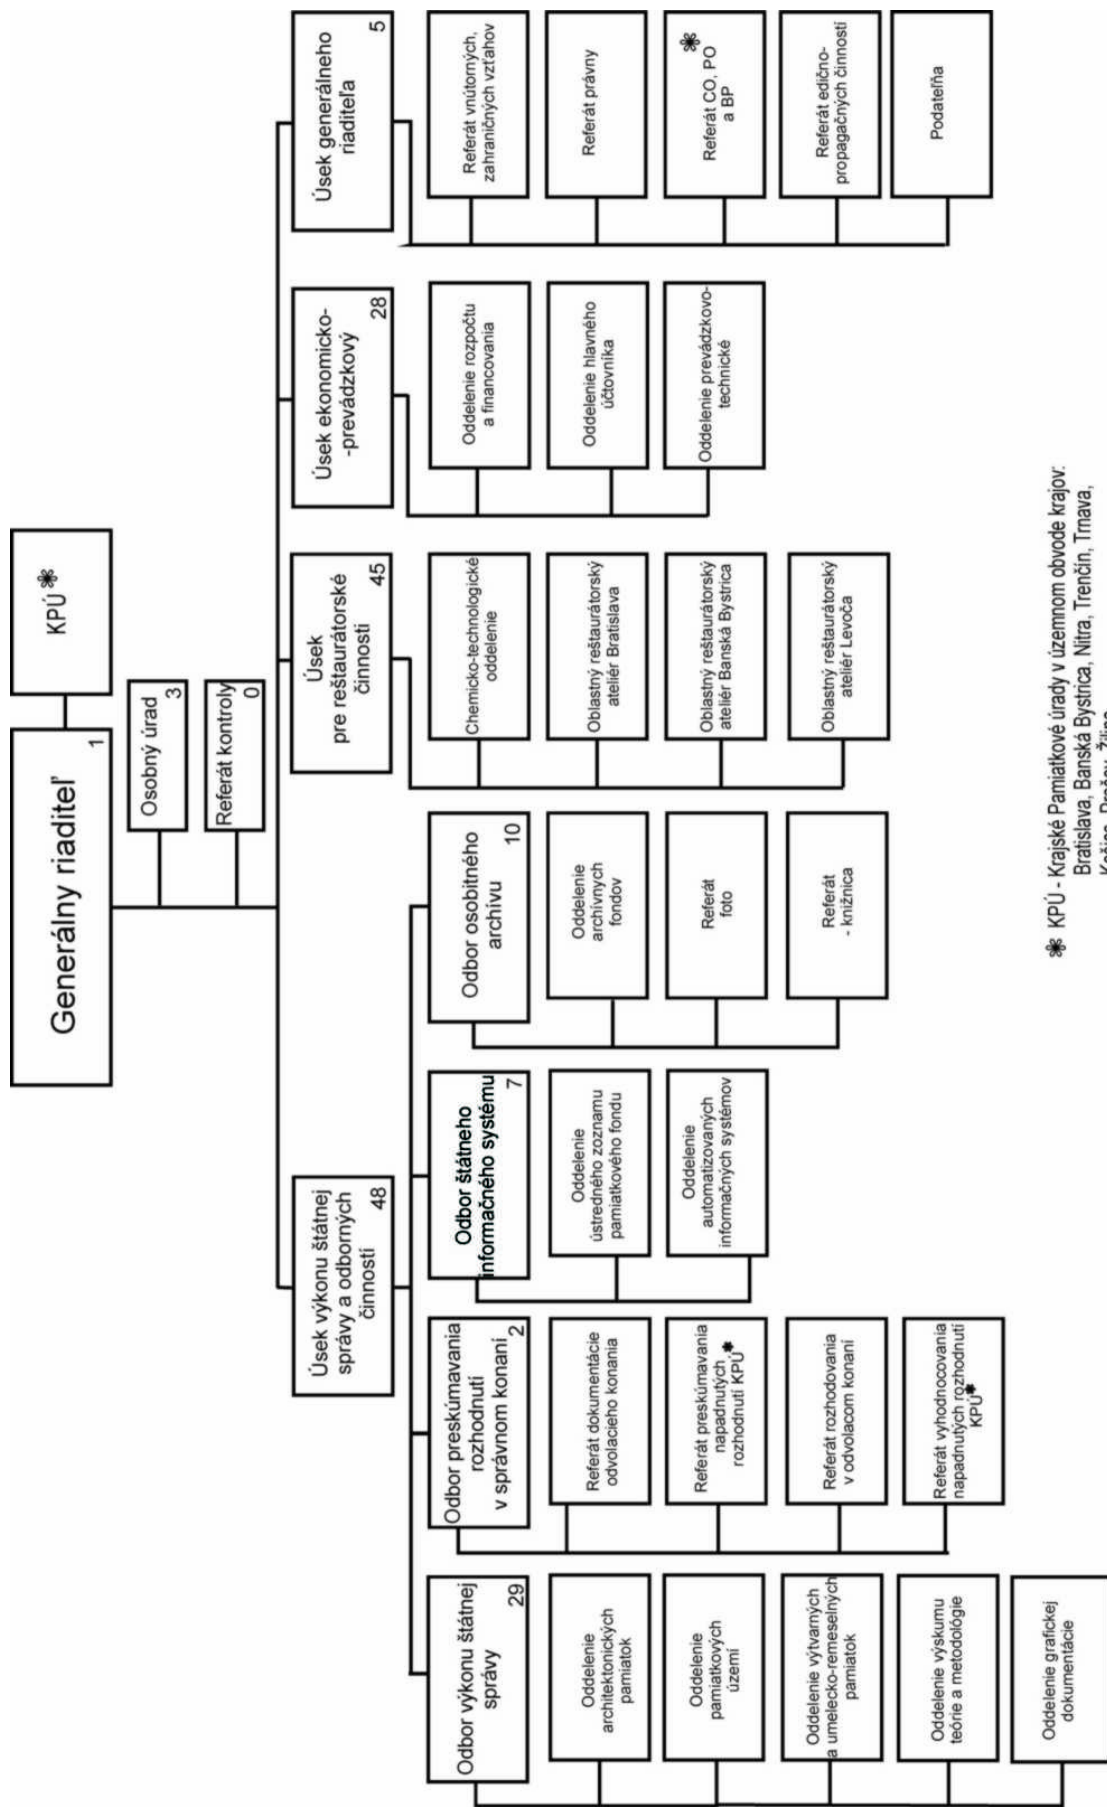 Generálny riaditeľ
1
KPÚ ✽
Osobný úrad
3
Referát kontroly
0
Úsek výkonu štátnej
správy a odborných
činností
48
Úsek
pre reštaurátorské
činnosti
45
Úsek ekonomicko-
-prevádzkový
28
Úsek generálneho
riaditeľa
5
Odbor výkonu štátnej
správy
29
Oddelenie
architektonických
pamiatok
Oddelenie
pamiatkových
území
Oddelenie výtvarných
a umelecko-remeselných
pamiatok
Oddelenie výskumu
teórie a metodológie
Oddelenie grafickej
dokumentácie
Odbor preskúmavania
rozhodnutí
v správnom konaní
2
Referát dokumentácie
odvolacieho konania
Referát preskúmavania
napadnutých
rozhodnutí KPÚ✽
Referát rozhodovania
v odvolacom konaní
Referát vyhodnocovania
napadnutých rozhodnutí
KPÚ✽
Odbor štátneho
informačného systému
7
Oddelenie
ústredného zoznamu
pamiatkového fondu
Oddelenie
automatizovaných
informačných systémov
Odbor osobitného
archívu
10
Oddelenie
archívnych
fondov
Referát
foto
Referát
- knižnica
Chemicko-technologické
oddelenie
Oblastný reštaurátorský
ateliér Bratislava
Oblastný reštaurátorský
ateliér Banská Bystrica
Oblastný reštaurátorský
ateliér Levoča
Oddelenie rozpočtu
a financovania
Oddelenie hlavného
účtovníka
Oddelenie prevádzkovo-
technické
Referát vnútorných,
zahraničných vzťahov
Referát právny
Referát CO, PO ✽
a BP
Referát edično-
propagačných činností
Podateľňa
✽ KPÚ - Krajské Pamiatkové úrady v územnom obvode krajov:
Bratislava, Banská Bystrica, Nitra, Trenčín, Trnava,